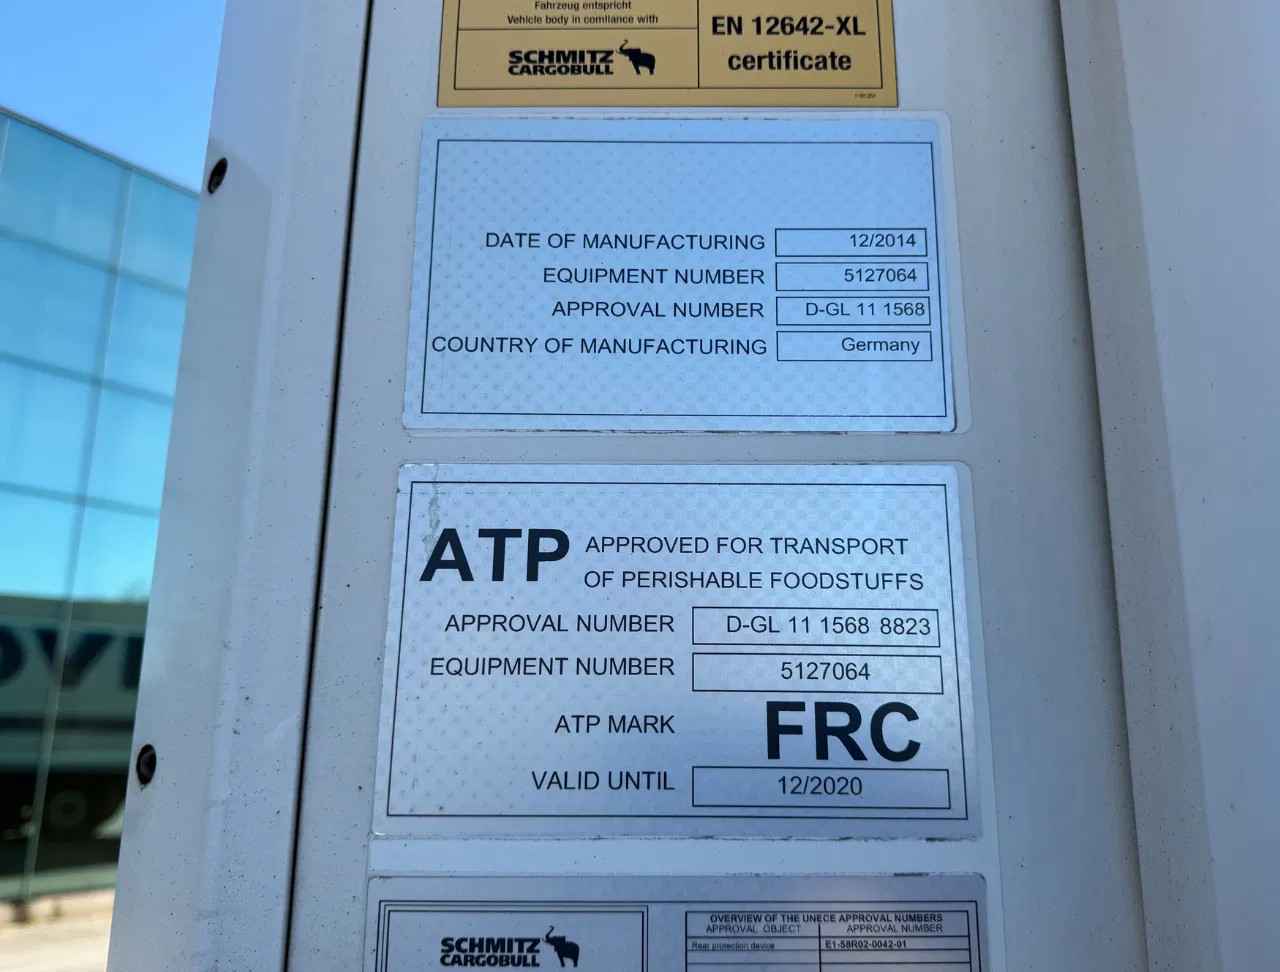 Fahrzeug entspricht
Vehicle body in comliance with
EN 12642-XL
certificate
SCHMITZ
CARGOBULL
DATE OF MANUFACTURING 12/2014
EQUIPMENT NUMBER 5127064
APPROVAL NUMBER D-GL 11 1568
COUNTRY OF MANUFACTURING Germany
ATP APPROVED FOR TRANSPORT
OF PERISHABLE FOODSTUFFS
APPROVAL NUMBER D-GL 11 1568 8823
EQUIPMENT NUMBER 5127064
ATP MARK FRC
VALID UNTIL 12/2020
SCHMITZ
CARGOBULL
OVERVIEW OF THE UNECE APPROVAL NUMBERS
APPROVAL OBJECT APPROVAL NUMBER
Rear protection device E1-58R02-0042-01